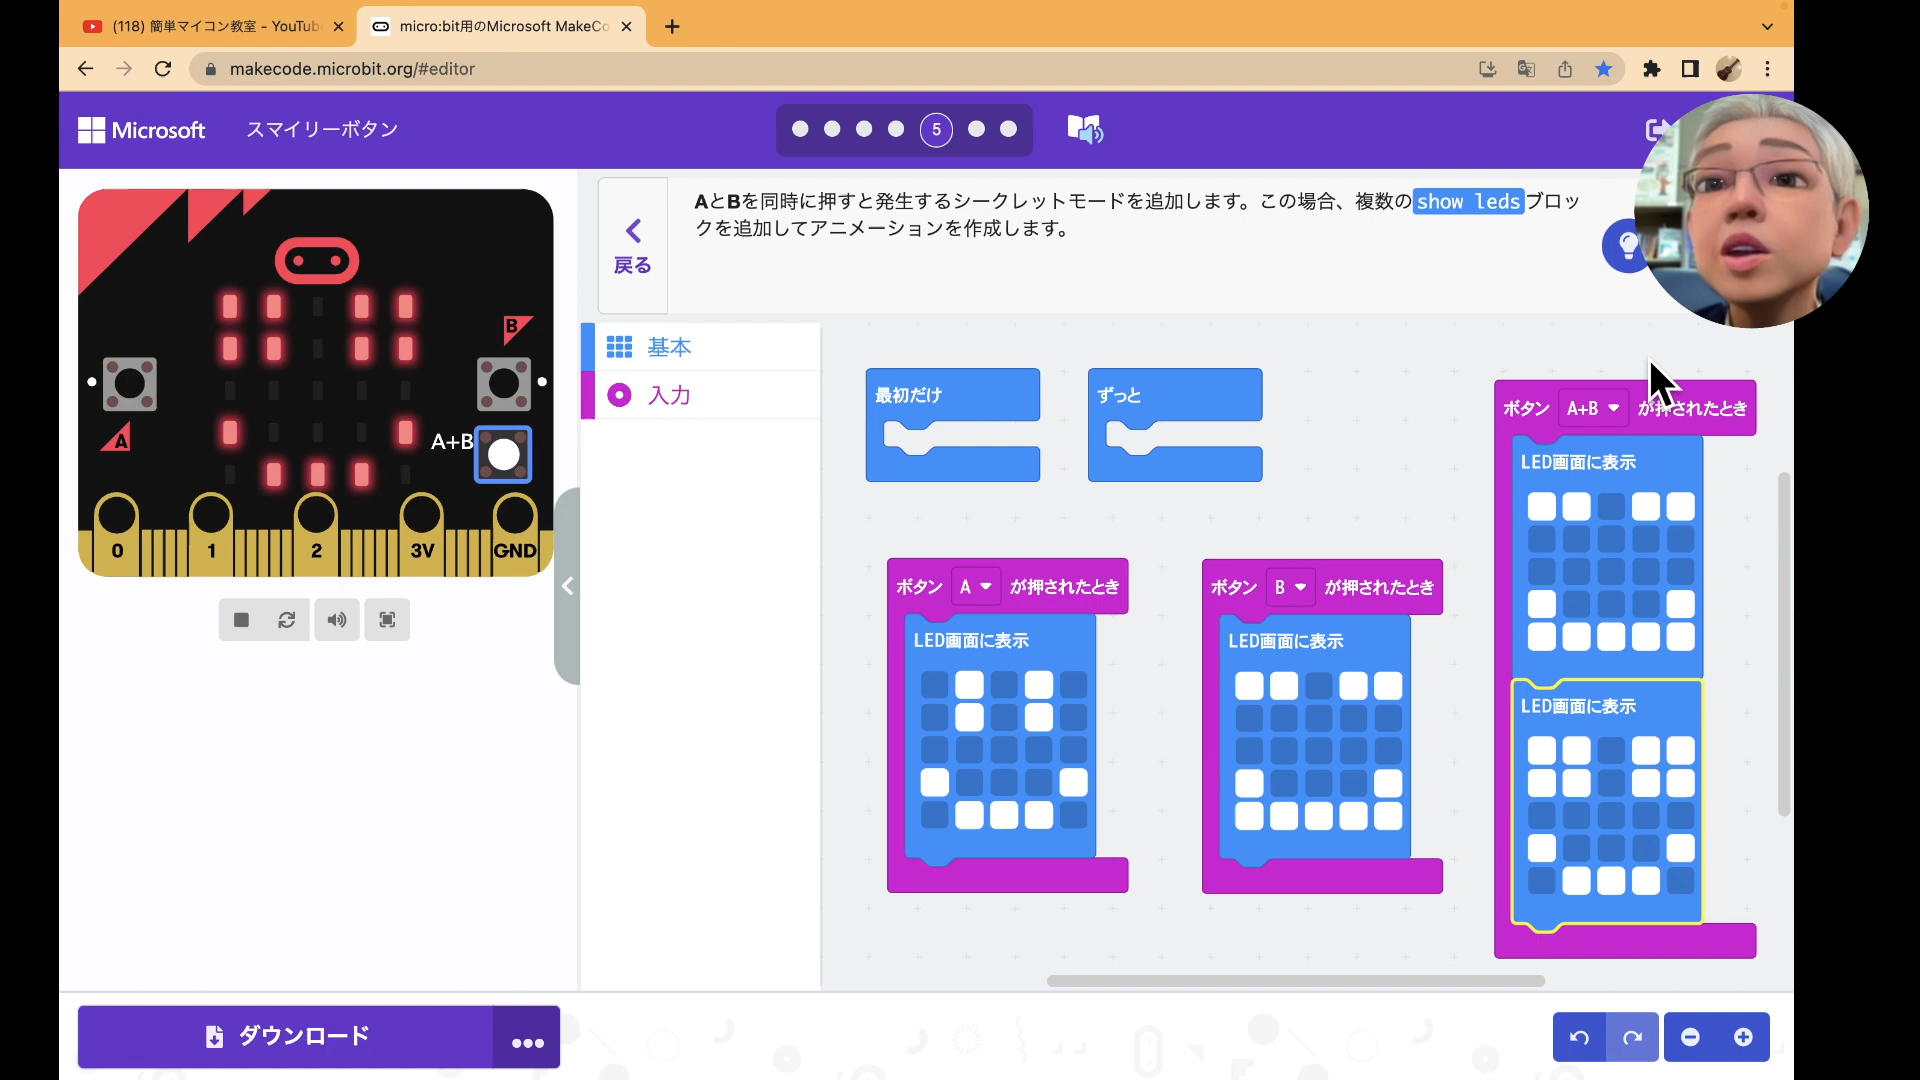 (118) 簡単マイコン教室 - YouTub
micro:bit用のMicrosoft MakeCo
makecode.microbit.org/#editor
Microsoft
スマイリーボタン
5
AとBを同時に押すと発生するシークレットモードを追加します。この場合、複数のshow ledsブロッ
クを追加してアニメーションを作成します。
戻る
基本
入力
B
A
A+B
0
1
2
3V
GND
最初だけ
ずっと
ボタン A+B が押されたとき
LED画面に表示
LED画面に表示
ボタン A が押されたとき
LED画面に表示
ボタン B が押されたとき
LED画面に表示
ダウンロード